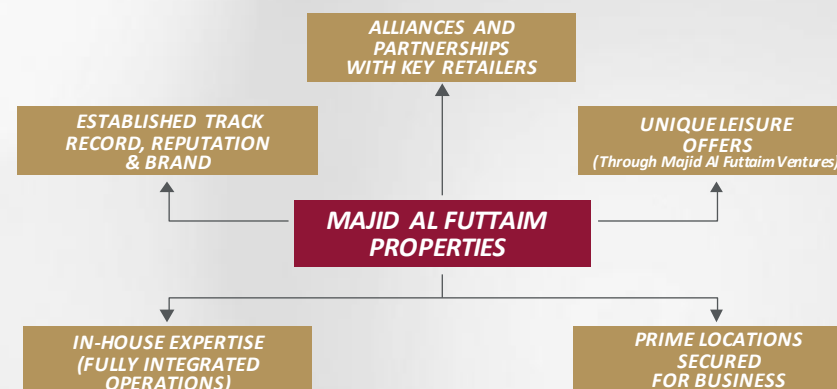 ALLIANCES AND
PARTNERSHIPS
WITH KEY RETAILERS
ESTABLISHED TRACK
RECORD, REPUTATION
& BRAND
UNIQUE LEISURE
OFFERS
(Through Majid Al Futtaim Ventures)
MAJID AL FUTTAIM
PROPERTIES
IN-HOUSE EXPERTISE
(FULLY INTEGRATED
OPERATIONS)
PRIME LOCATIONS
SECURED
FOR BUSINESS